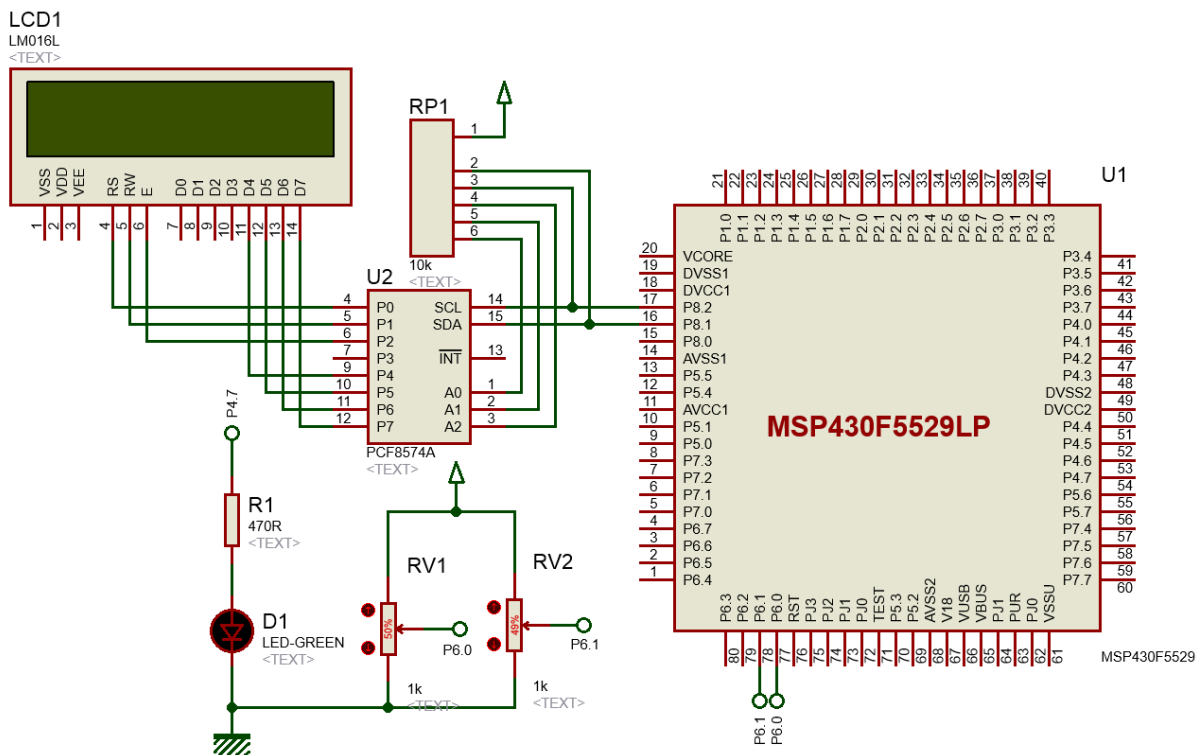 LCD1
LM016L
<TEXT>
VSS VDD VEE RS RW E D0 D1 D2 D3 D4 D5 D6 D7
1 2 3 4 5 6 7 8 9 10 11 12 13 14
RP1
1
2
3
4
5
6
10k
<TEXT>
U2
4 P0 SCL 14
5 P1 SDA 15
6 P2
7 P3 INT 13
9 P4
10 P5 A0 1
11 P6 A1 2
12 P7 A2 3
PCF8574A
<TEXT>
P4.7
R1
470R
<TEXT>
D1
LED-GREEN
<TEXT>
RV1
50%
P6.0
1k
<TEXT>
RV2
49%
P6.1
1k
<TEXT>
U1
21 22 23 24 25 26 27 28 29 30 31 32 33 34 35 36 37 38 39 40
P1.0 P1.1 P1.2 P1.3 P1.4 P1.5 P1.6 P1.7 P2.0 P2.1 P2.2 P2.3 P2.4 P2.5 P2.6 P2.7 P3.0 P3.1 P3.2 P3.3
20 VCORE
19 DVSS1
18 DVCC1
17 P8.2
16 P8.1
15 P8.0
14 AVSS1
13 P5.5
12 P5.4
11 AVCC1
10 P5.1
9 P5.0
8 P7.3
7 P7.2
6 P7.1
5 P7.0
4 P6.7
3 P6.6
2 P6.5
1 P6.4
MSP430F5529LP
P3.4 41
P3.5 42
P3.6 43
P3.7 44
P4.0 45
P4.1 46
P4.2 47
P4.3 48
DVSS2 49
DVCC2 50
P4.4 51
P4.5 52
P4.6 53
P4.7 54
P5.6 55
P5.7 56
P7.4 57
P7.5 58
P7.6 59
P7.7 60
P6.3 P6.2 P6.1 P6.0 RST PJ3 PJ2 PJ1 PJ0 TEST P5.3 P5.2 AVSS2 V18 VUSB VBUS PJ1 PUR PJ0 VSSU
80 79 78 77 76 75 74 73 72 71 70 69 68 67 66 65 64 63 62 61
MSP430F5529
P6.1 P6.0